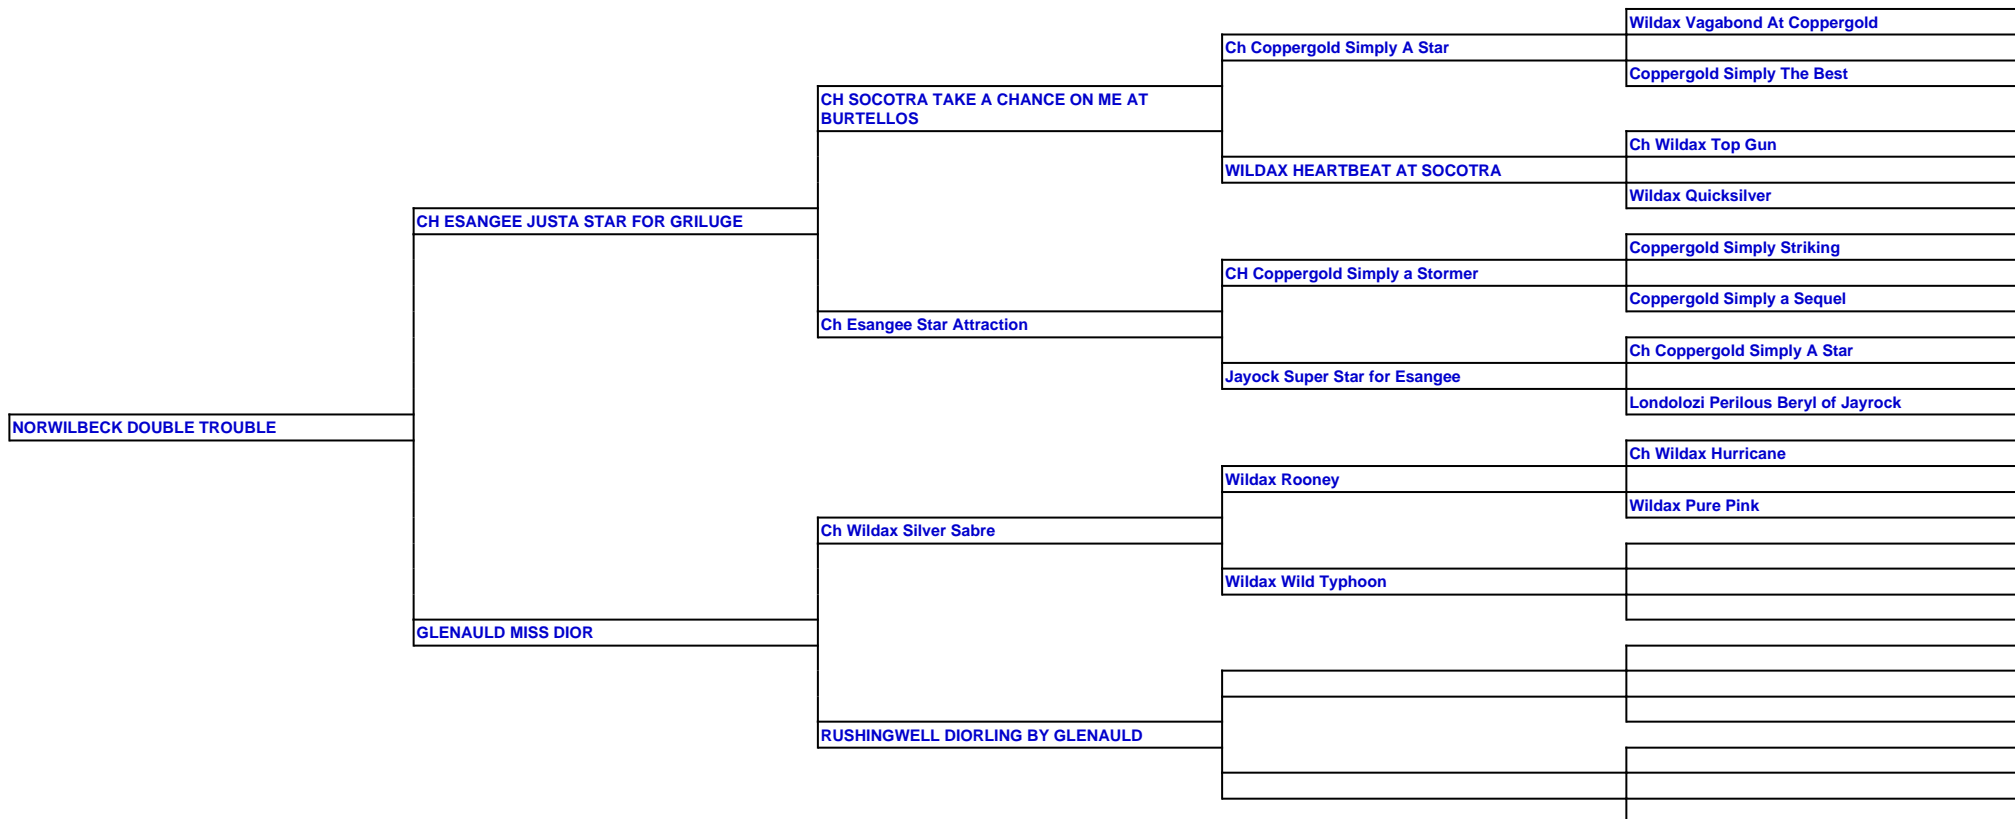 Wildax Vagabond At Coppergold
Ch Coppergold Simply A Star
Coppergold Simply The Best
CH SOCOTRA TAKE A CHANCE ON ME AT
BURTELLOS
Ch Wildax Top Gun
WILDAX HEARTBEAT AT SOCOTRA
Wildax Quicksilver
CH ESANGEE JUSTA STAR FOR GRILUGE
Coppergold Simply Striking
CH Coppergold Simply a Stormer
Coppergold Simply a Sequel
Ch Esangee Star Attraction
Ch Coppergold Simply A Star
Jayock Super Star for Esangee
Londolozi Perilous Beryl of Jayrock
NORWILBECK DOUBLE TROUBLE
Ch Wildax Hurricane
Wildax Rooney
Wildax Pure Pink
Ch Wildax Silver Sabre
Wildax Wild Typhoon
GLENAULD MISS DIOR
RUSHINGWELL DIORLING BY GLENAULD